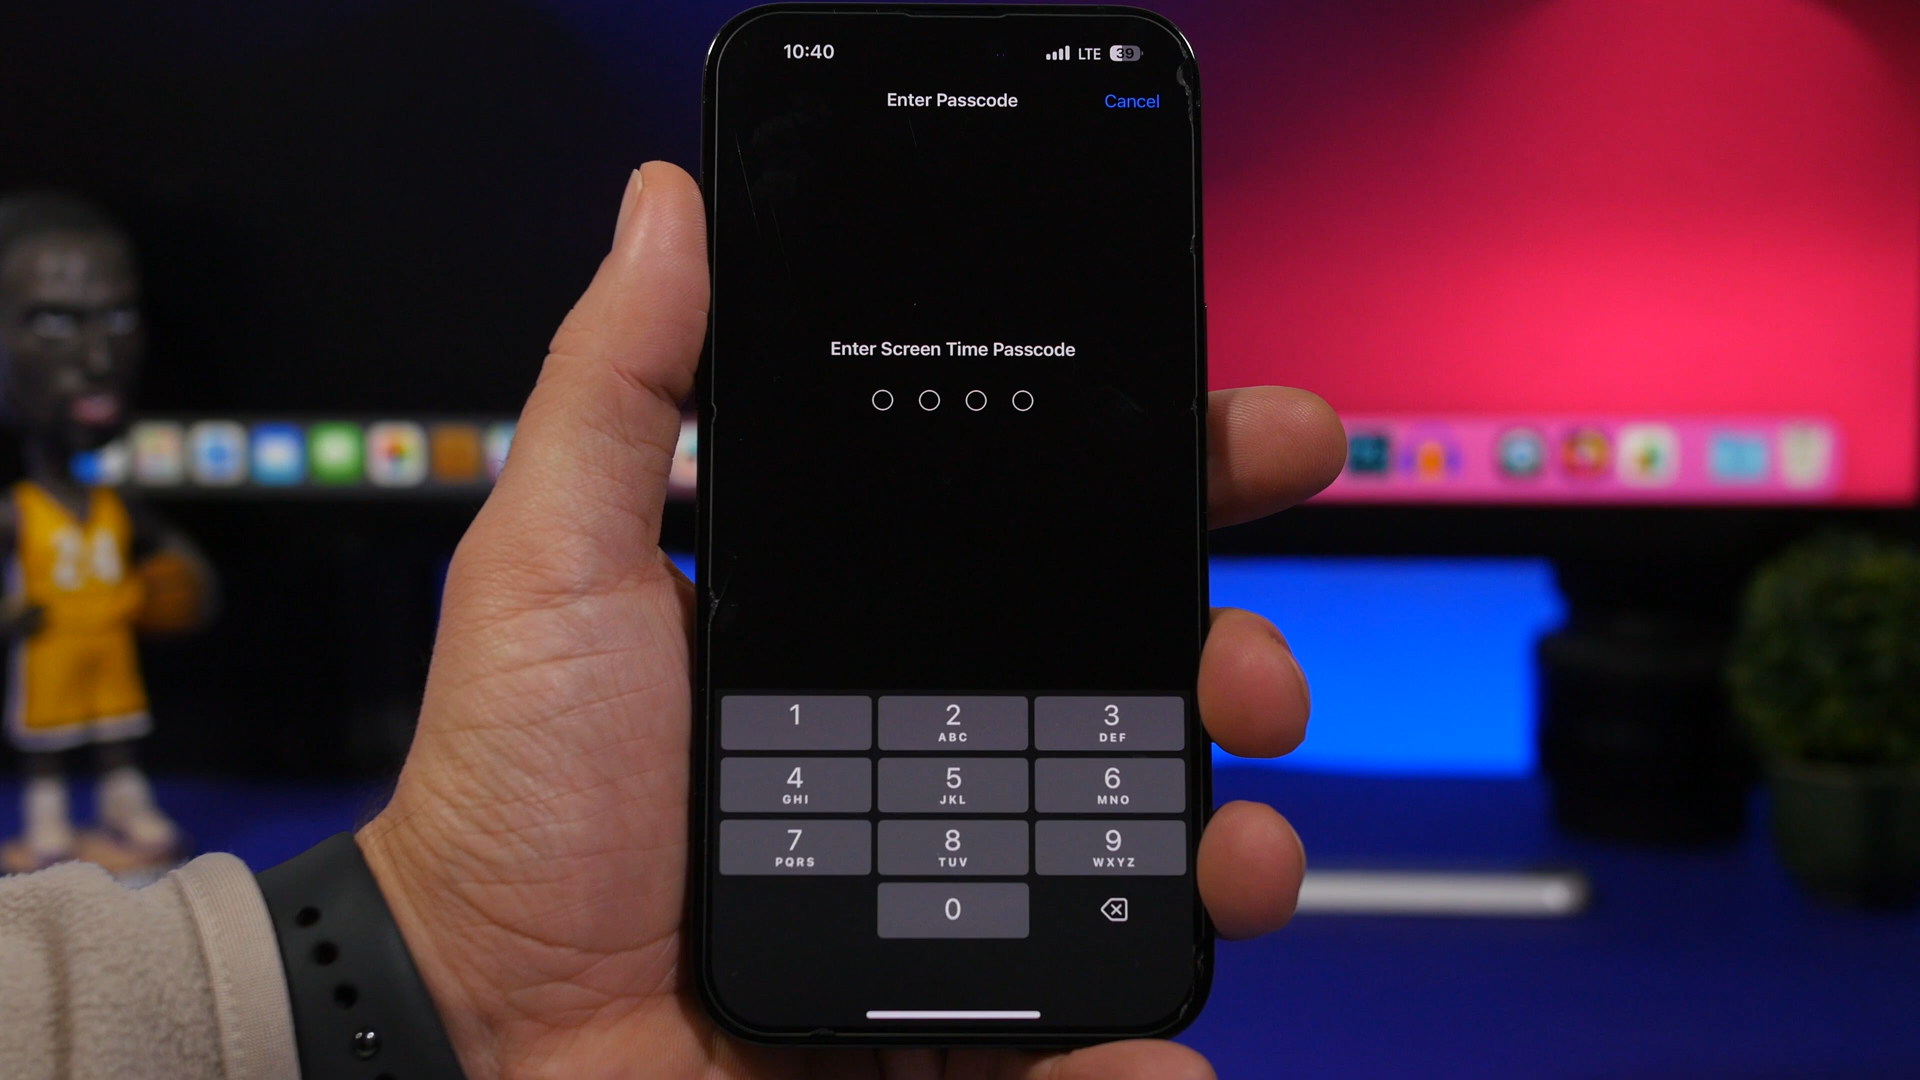 10:40
LTE 39
Enter Passcode
Cancel
Enter Screen Time Passcode
1
2
ABC
3
DEF
4
GHI
5
JKL
6
MNO
7
PQRS
8
TUV
9
WXYZ
0
24